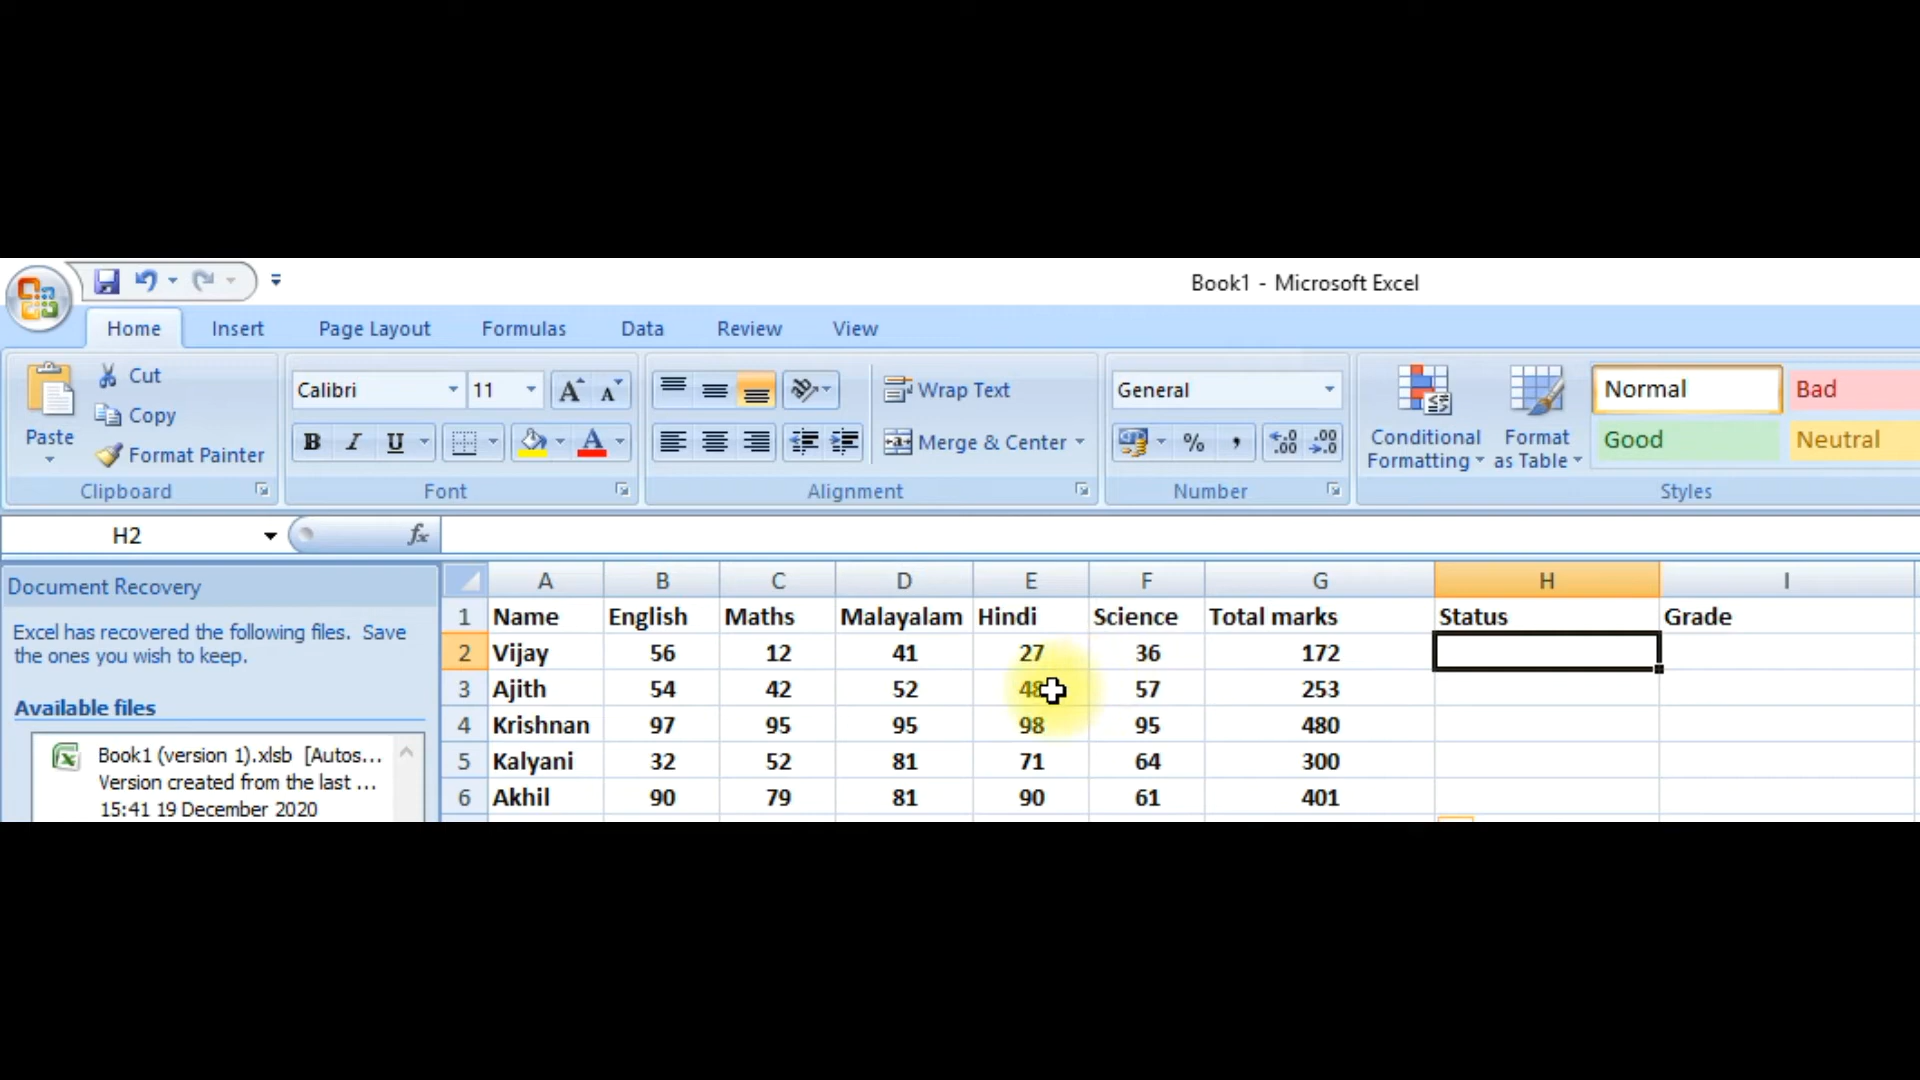 Book1 - Microsoft Excel
Home Insert Page Layout Formulas Data Review View
Paste
Cut
Copy
Format Painter
Clipboard
Calibri 11
B I U A
Font
Wrap Text
Merge & Center
Alignment
General
% , .00
Number
Conditional Formatting
Format as Table
Normal Bad
Good Neutral
Styles
H2 fx
Document Recovery
Excel has recovered the following files. Save
the ones you wish to keep.
Available files
Book1 (version 1).xlsb [Autos...
Version created from the last ...
15:41 19 December 2020
A B C D E F G H I
1 Name English Maths Malayalam Hindi Science Total marks Status Grade
2 Vijay 56 12 41 27 36 172
3 Ajith 54 42 52 48 57 253
4 Krishnan 97 95 95 98 95 480
5 Kalyani 32 52 81 71 64 300
6 Akhil 90 79 81 90 61 401